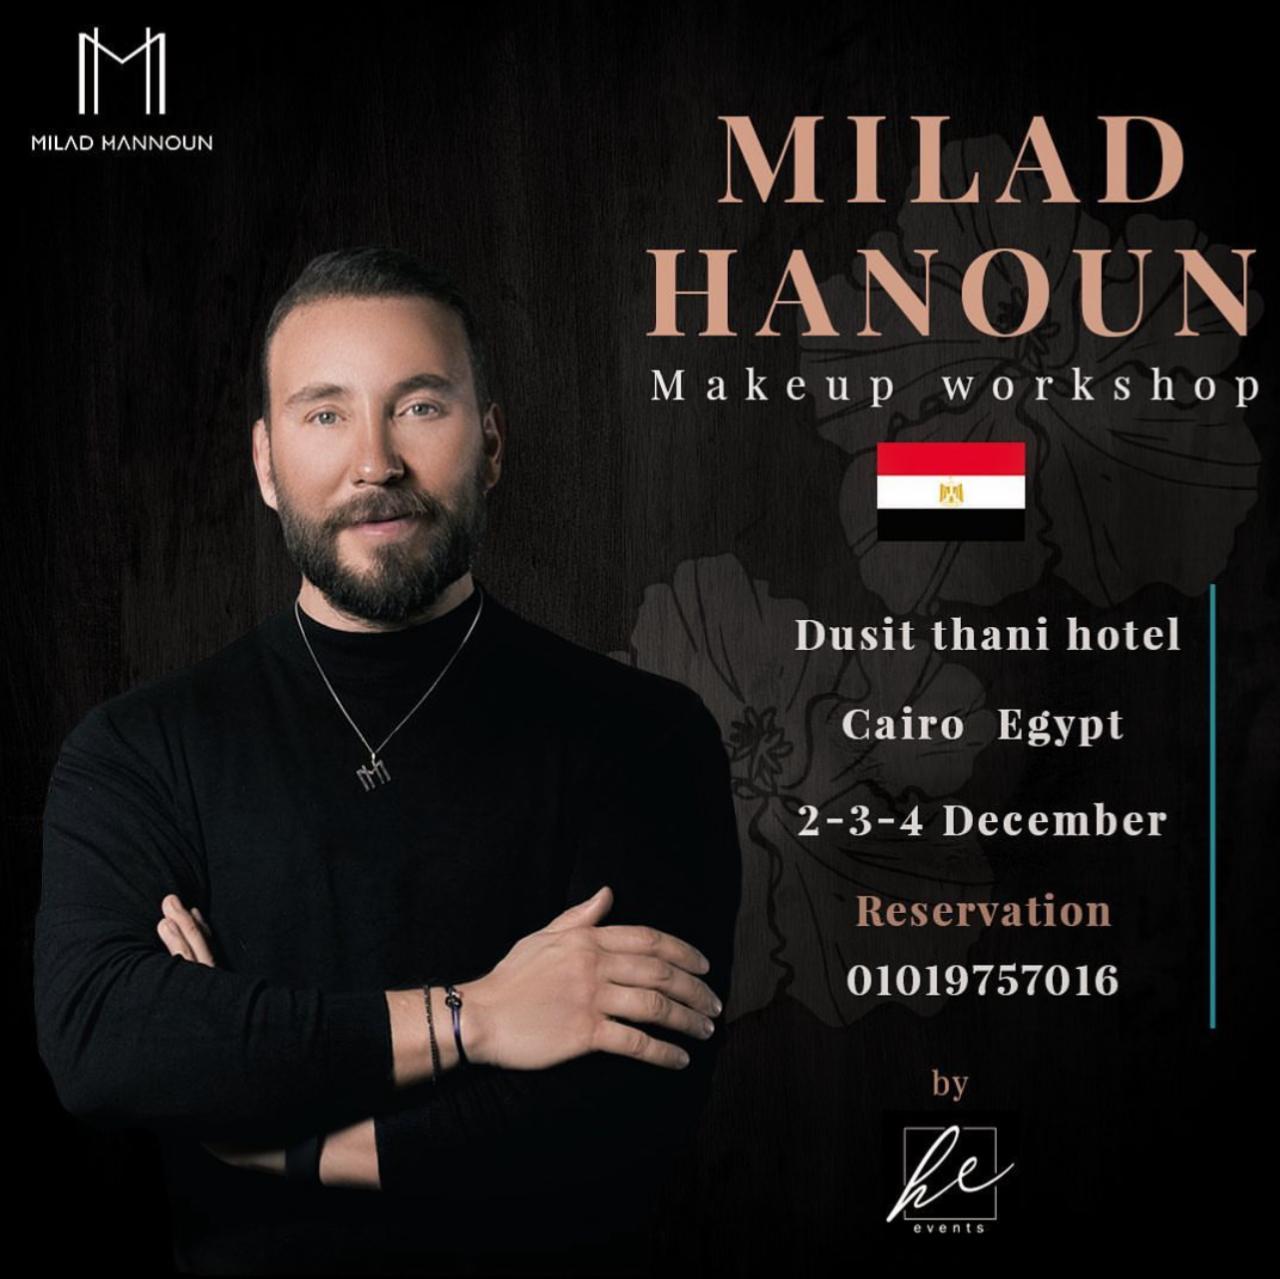 MILAD MANNOUN
MILAD
HANOUN
Makeup workshop
Dusit thani hotel
Cairo Egypt
2-3-4 December
Reservation
01019757016
by
he
events